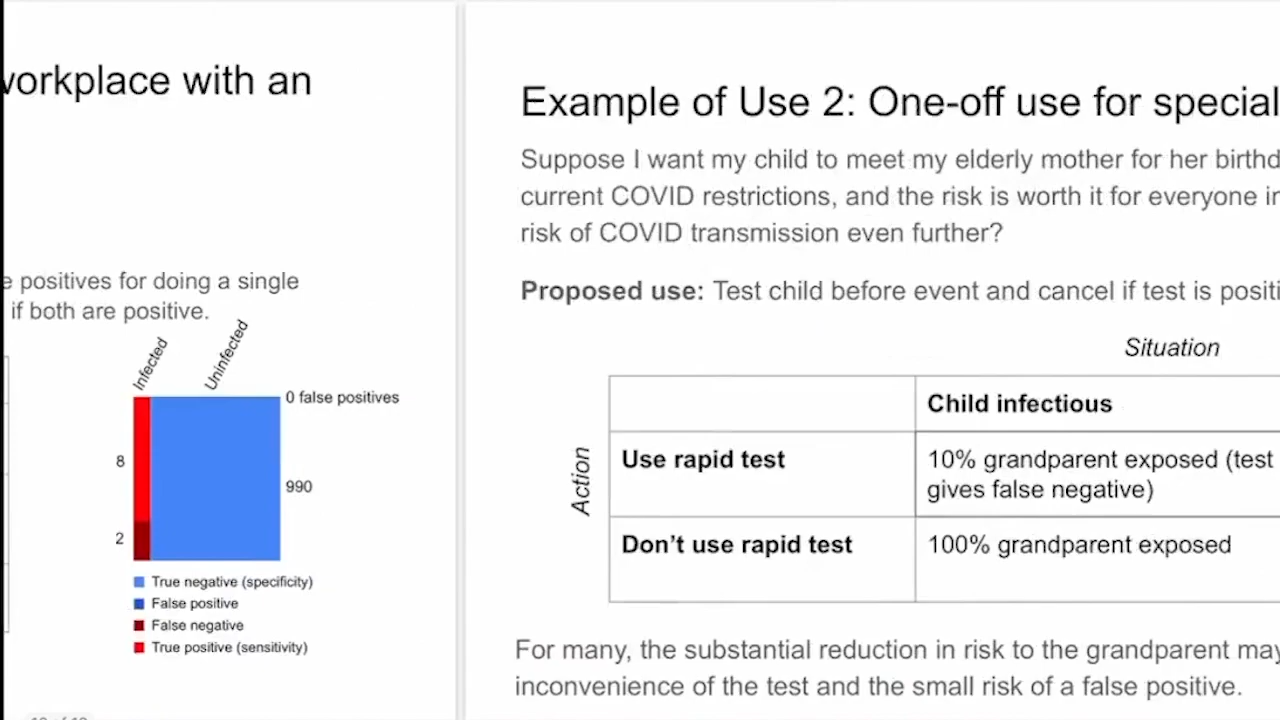 workplace with an
e positives for doing a single
if both are positive.
Infected
Uninfected
0 false positives
8
990
2
True negative (specificity)
False positive
False negative
True positive (sensitivity)
Example of Use 2: One-off use for special
Suppose I want my child to meet my elderly mother for her birthd
current COVID restrictions, and the risk is worth it for everyone in
risk of COVID transmission even further?
Proposed use: Test child before event and cancel if test is positi
Situation
Child infectious
Action
Use rapid test
10% grandparent exposed (test
gives false negative)
Don’t use rapid test
100% grandparent exposed
For many, the substantial reduction in risk to the grandparent may
inconvenience of the test and the small risk of a false positive.